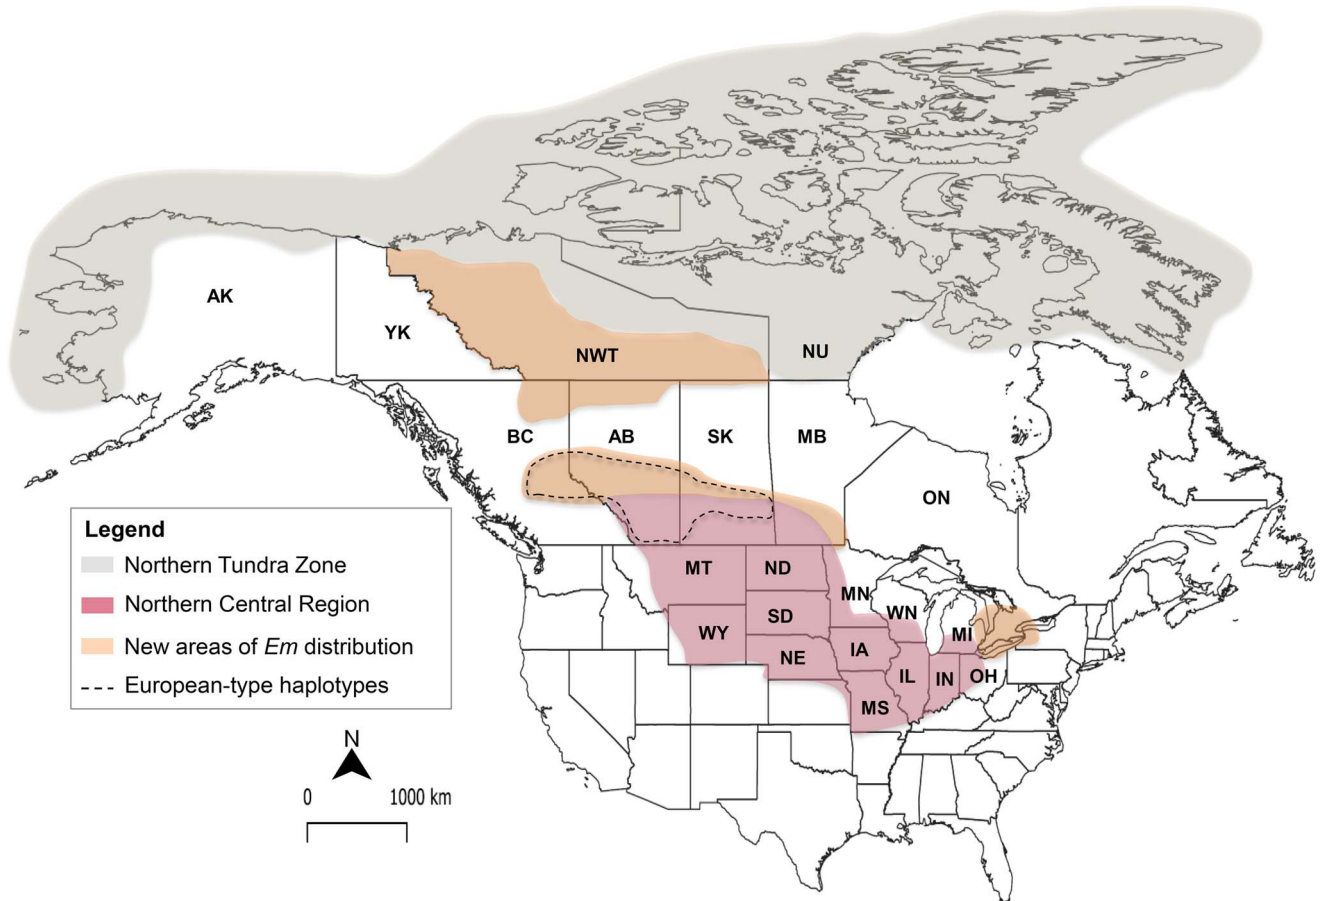 AK
YK
NWT
NU
BC
AB
SK
MB
ON
Legend
Northern Tundra Zone
Northern Central Region
New areas of Em distribution
European-type haplotypes
MT
ND
MN
WN
SD
WY
MI
IA
NE
IL
IN
OH
MS
N
0 1000 km